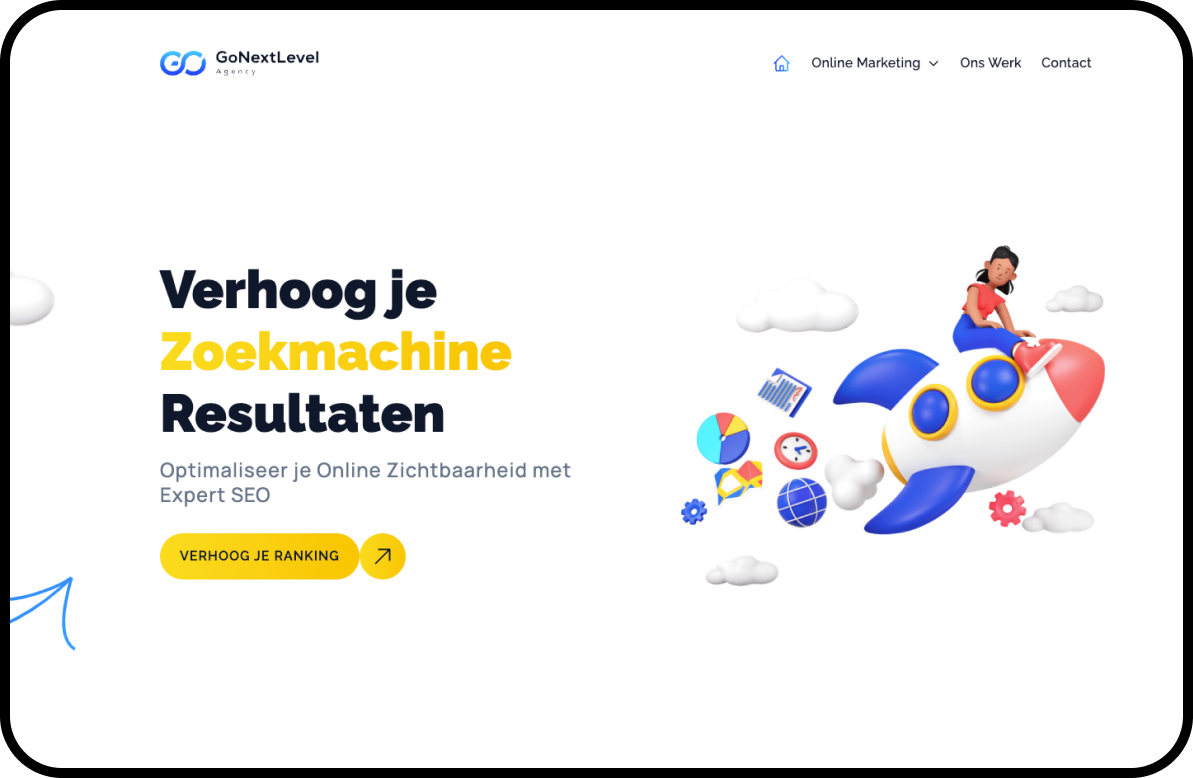 GoNextLevel
Agency
Online Marketing
Ons Werk
Contact
Verhoog je
Zoekmachine
Resultaten
Optimaliseer je Online Zichtbaarheid met
Expert SEO
VERHOOG JE RANKING